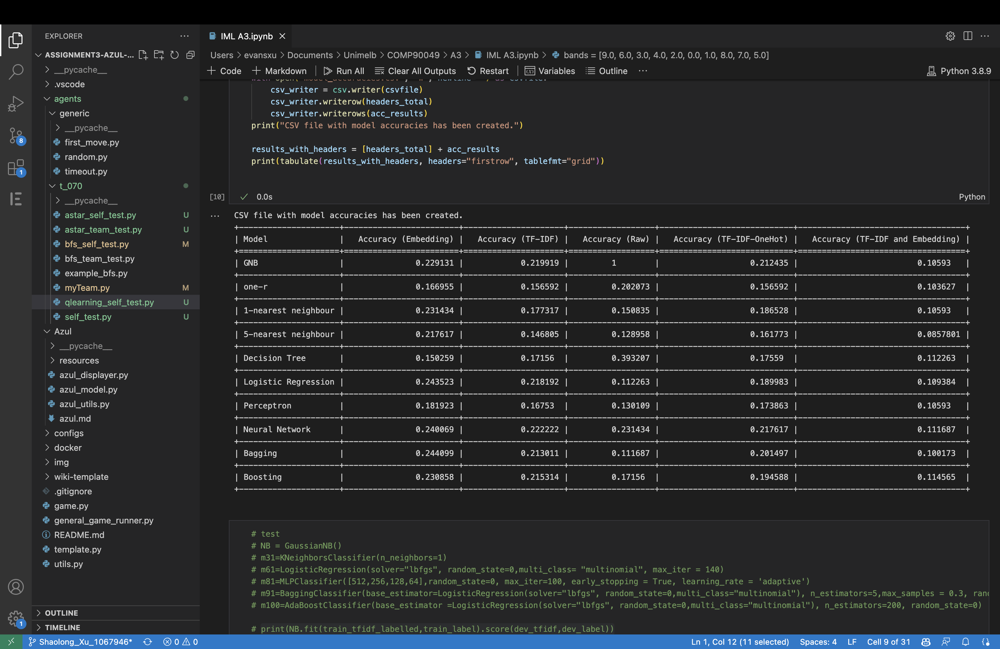 EXPLORER
ASSIGNMENT3-AZUL-...
__pycache__
.vscode
agents
generic
__pycache__
first_move.py
random.py
timeout.py
t_070
__pycache__
astar_self_test.py U
astar_team_test.py U
bfs_self_test.py M
bfs_team_test.py
example_bfs.py
myTeam.py M
qlearning_self_test.py U
self_test.py U
Azul
__pycache__
resources
azul_displayer.py
azul_model.py
azul_utils.py
azul.md
configs
docker
img
wiki-template
.gitignore
game.py
general_game_runner.py
README.md
template.py
utils.py
OUTLINE
TIMELINE
8
1
1
IML A3.ipynb
Users > evansxu > Documents > Unimelb > COMP90049 > A3 > IML A3.ipynb > bands = [9.0, 6.0, 3.0, 4.0, 2.0, 0.0, 1.0, 8.0, 7.0, 5.0]
+ Code + Markdown | Run All Clear All Outputs Restart | Variables Outline ... Python 3.8.9
csv_writer = csv.writer(csvfile)
csv_writer.writerow(headers_total)
csv_writer.writerows(acc_results)
print("CSV file with model accuracies has been created.")
results_with_headers = [headers_total] + acc_results
print(tabulate(results_with_headers, headers="firstrow", tablefmt="grid"))
[10] 0.0s Python
CSV file with model accuracies has been created.
| Model | Accuracy (Embedding) | Accuracy (TF-IDF) | Accuracy (Raw) | Accuracy (TF-IDF-OneHot) | Accuracy (TF-IDF and Embedding) |
| GNB | 0.229131 | 0.219919 | 1 | 0.212435 | 0.10593 |
| one-r | 0.166955 | 0.156592 | 0.202073 | 0.156592 | 0.103627 |
| 1-nearest neighbour | 0.231434 | 0.177317 | 0.150835 | 0.186528 | 0.10593 |
| 5-nearest neighbour | 0.217617 | 0.146805 | 0.128958 | 0.161773 | 0.0857801 |
| Decision Tree | 0.150259 | 0.17156 | 0.393207 | 0.17559 | 0.112263 |
| Logistic Regression | 0.243523 | 0.218192 | 0.112263 | 0.189983 | 0.109384 |
| Perceptron | 0.181923 | 0.16753 | 0.130109 | 0.173863 | 0.10593 |
| Neural Network | 0.240069 | 0.222222 | 0.231434 | 0.217617 | 0.111687 |
| Bagging | 0.244099 | 0.213011 | 0.111687 | 0.201497 | 0.100173 |
| Boosting | 0.230858 | 0.215314 | 0.17156 | 0.194588 | 0.114565 |
# test
# NB = GaussianNB()
# m31=KNeighborsClassifier(n_neighbors=1)
# m61=LogisticRegression(solver="lbfgs", random_state=0,multi_class= "multinomial", max_iter = 140)
# m81=MLPClassifier([512,256,128,64],random_state=0, max_iter=100, early_stopping = True, learning_rate = 'adaptive')
# m91=BaggingClassifier(base_estimator=LogisticRegression(solver="lbfgs", random_state=0,multi_class="multinomial"), n_estimators=5,max_samples = 0.3,
# m100=AdaBoostClassifier(base_estimator =LogisticRegression(solver="lbfgs", random_state=0,multi_class="multinomial"), n_estimators=200, random_state=0)
# print(NB.fit(train_tfidf_labelled,train_label).score(dev_tfidf,dev_label))
Shaolong_Xu_1067946* 0 0 Ln 1, Col 12 (11 selected) Spaces: 4 LF Cell 9 of 31